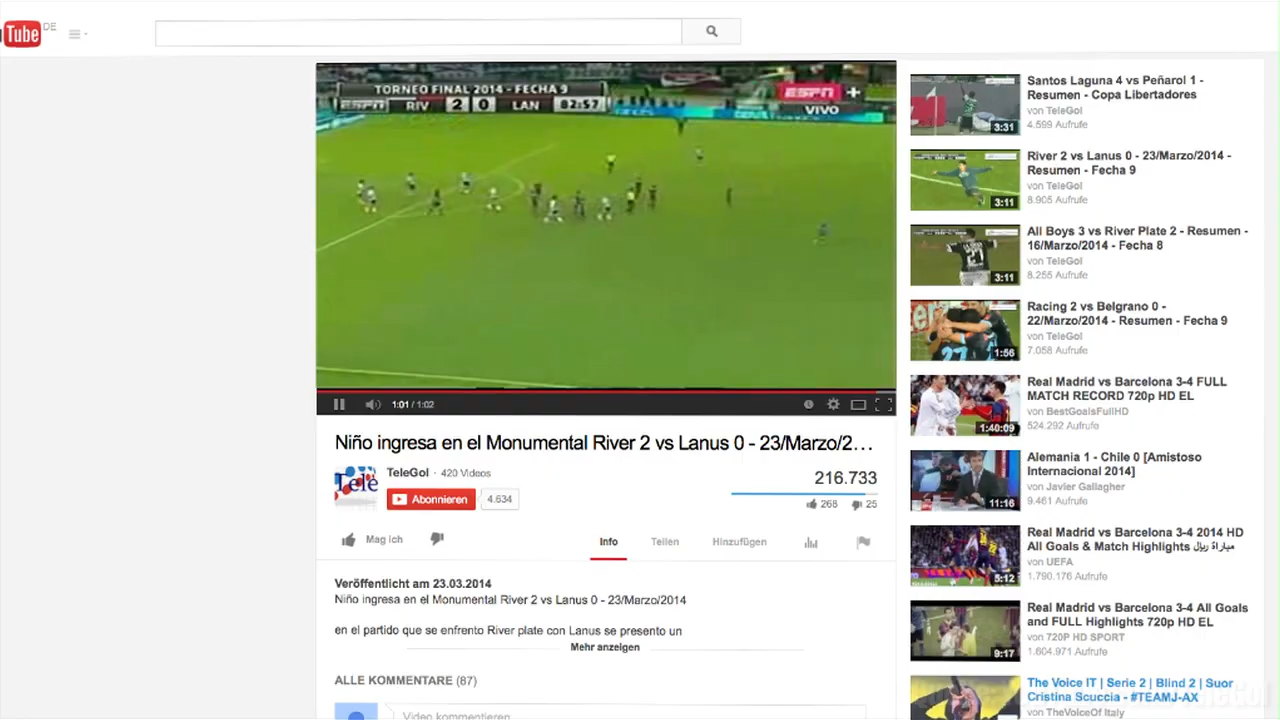 Tube DE
TORNEO FINAL 2014 - FECHA 9
ESPN RIV 2 0 LAN 82:57
ESPN +
VIVO
1:01 / 1:02
Niño ingresa en el Monumental River 2 vs Lanus 0 - 23/Marzo/2...
Tele
TeleGol · 420 Videos
Abonnieren 4.634
216.733
268 25
Mag ich
Info Teilen Hinzufügen
Veröffentlicht am 23.03.2014
Niño ingresa en el Monumental River 2 vs Lanus 0 - 23/Marzo/2014
en el partido que se enfrento River plate con Lanus se presento un
Mehr anzeigen
ALLE KOMMENTARE (87)
Video kommentieren
3:31
Santos Laguna 4 vs Peñarol 1 -
Resumen - Copa Libertadores
von TeleGol
4.599 Aufrufe
3:11
River 2 vs Lanus 0 - 23/Marzo/2014 -
Resumen - Fecha 9
von TeleGol
8.905 Aufrufe
3:11
All Boys 3 vs River Plate 2 - Resumen -
16/Marzo/2014 - Fecha 8
von TeleGol
8.255 Aufrufe
1:56
Racing 2 vs Belgrano 0 -
22/Marzo/2014 - Resumen - Fecha 9
von TeleGol
7.058 Aufrufe
1:40:09
Real Madrid vs Barcelona 3-4 FULL
MATCH RECORD 720p HD EL
von BestGoalsFullHD
524.292 Aufrufe
11:16
Alemania 1 - Chile 0 [Amistoso
Internacional 2014]
von Javier Gallagher
9.461 Aufrufe
5:12
Real Madrid vs Barcelona 3-4 2014 HD
All Goals & Match Highlights مباراة ريال
von UEFA
1.790.176 Aufrufe
9:17
Real Madrid vs Barcelona 3-4 All Goals
and FULL Highlights 720p HD EL
von 720P HD SPORT
1.604.971 Aufrufe
The Voice IT | Serie 2 | Blind 2 | Suor
Cristina Scuccia - #TEAMJ-AX
von TheVoiceOf Italy